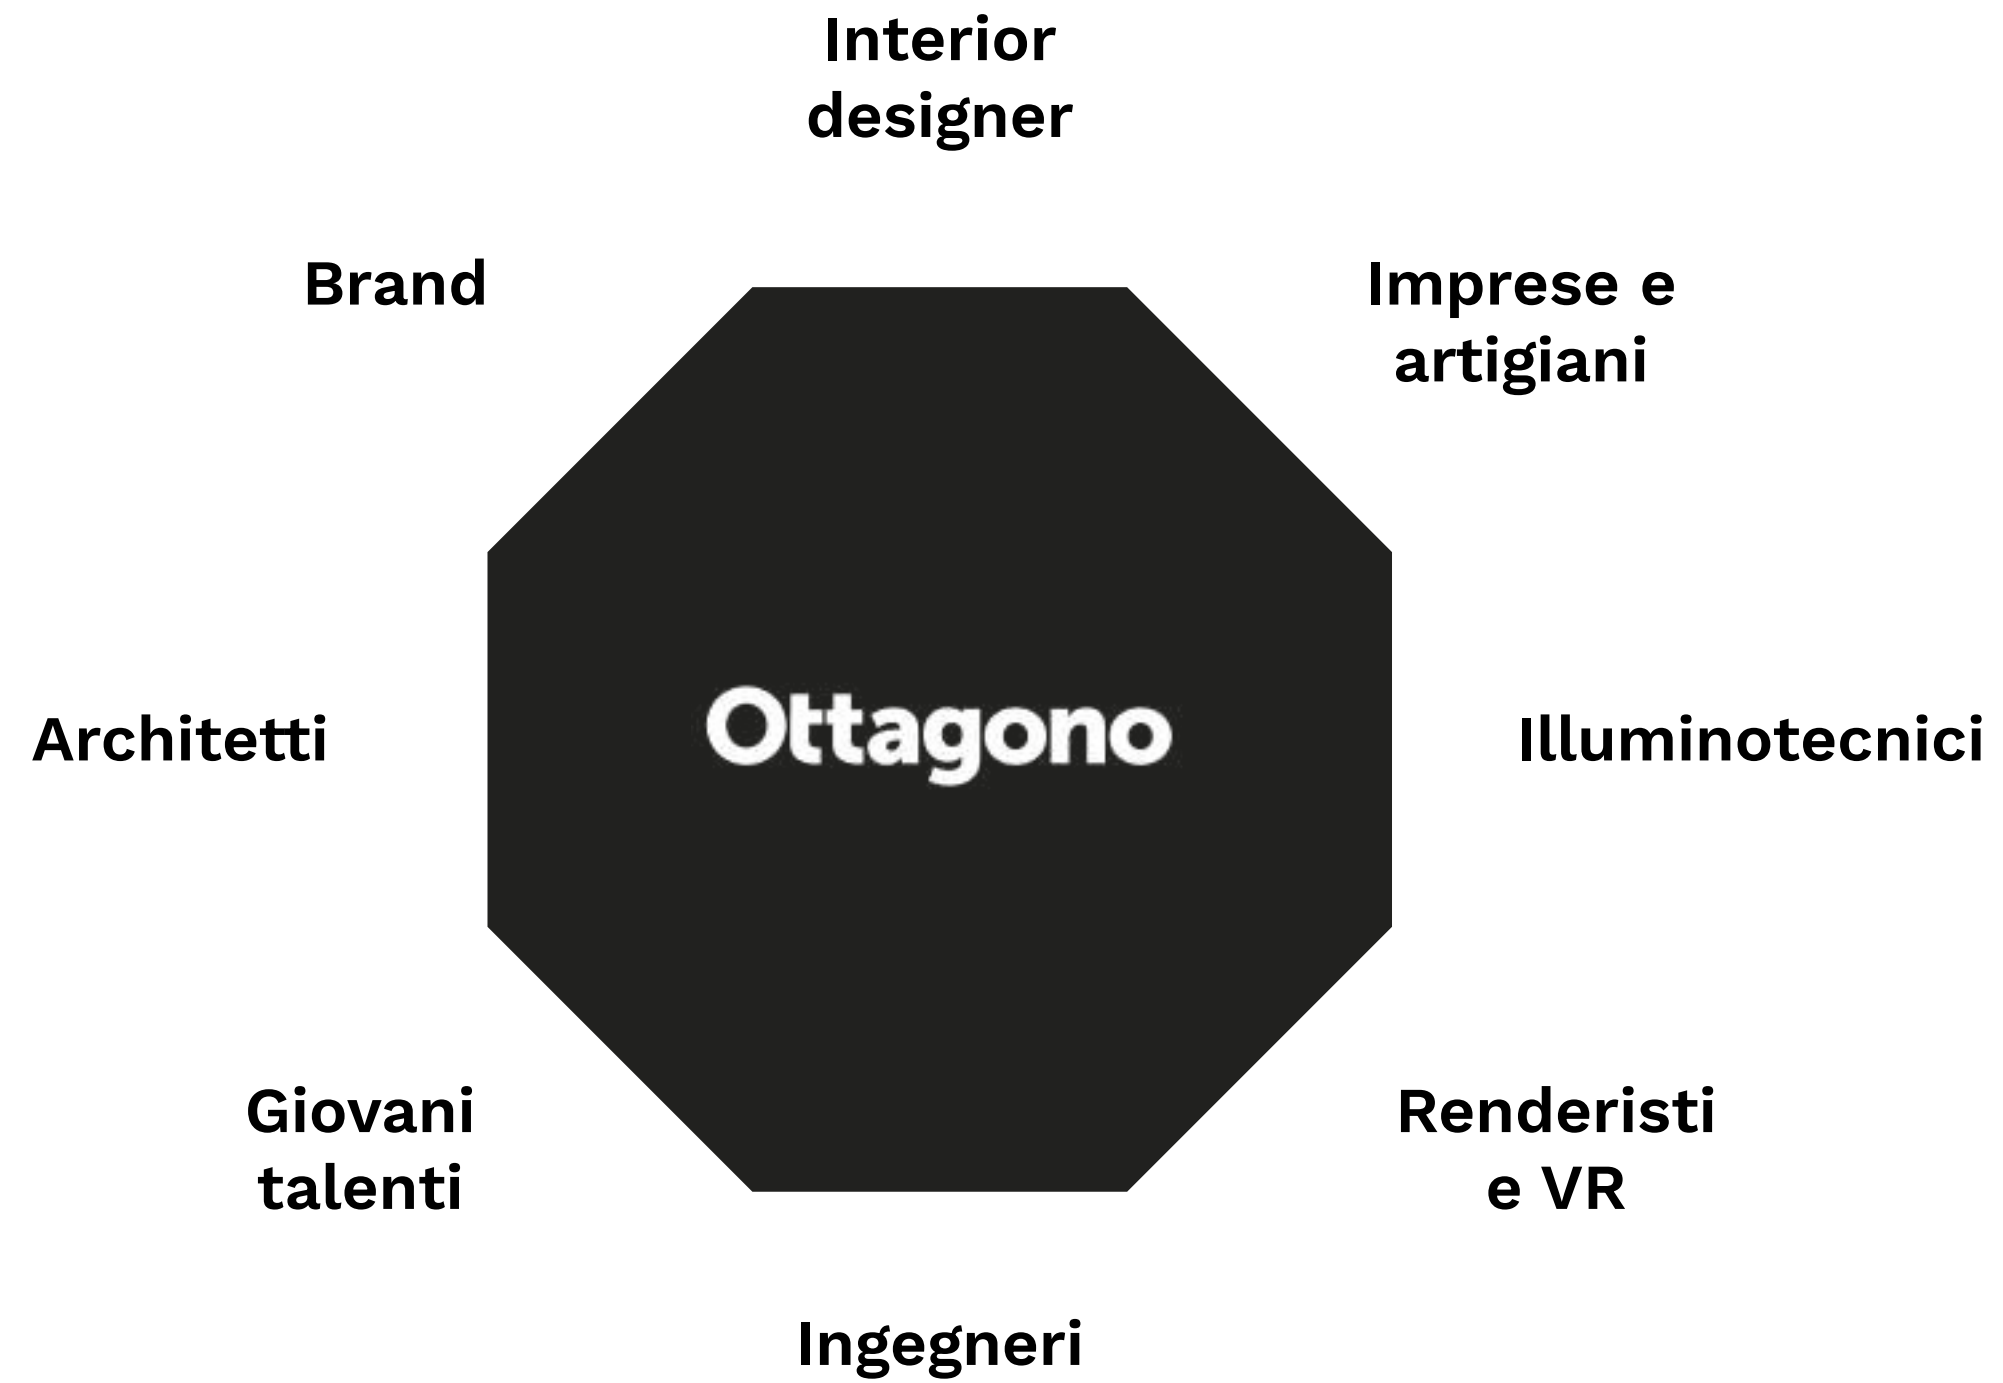 Interior
designer
Brand
Imprese e
artigiani
Architetti
Ottagono
Illuminotecnici
Giovani
talenti
Renderisti
e VR
Ingegneri